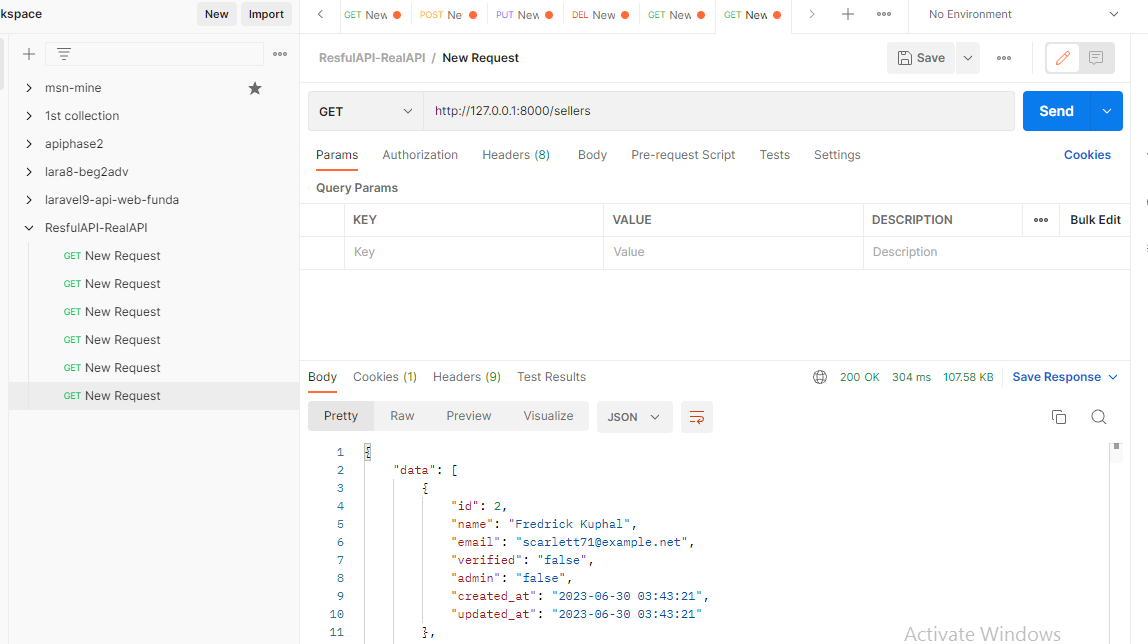 kspace
New
Import
GET New
POST Ne
PUT New
DEL New
GET New
GET New
No Environment
msn-mine
1st collection
apiphase2
lara8-beg2adv
laravel9-api-web-funda
ResfulAPI-RealAPI
GET New Request
GET New Request
GET New Request
GET New Request
GET New Request
GET New Request
ResfulAPI-RealAPI / New Request
Save
GET
http://127.0.0.1:8000/sellers
Send
Params
Authorization
Headers (8)
Body
Pre-request Script
Tests
Settings
Cookies
Query Params
KEY
VALUE
DESCRIPTION
Bulk Edit
Key
Value
Description
Body
Cookies (1)
Headers (9)
Test Results
200 OK
304 ms
107.58 KB
Save Response
Pretty
Raw
Preview
Visualize
JSON
1 {
2 "data": [
3 {
4 "id": 2,
5 "name": "Fredrick Kuphal",
6 "email": "scarlett71@example.net",
7 "verified": "false",
8 "admin": "false",
9 "created_at": "2023-06-30 03:43:21",
10 "updated_at": "2023-06-30 03:43:21"
11 },
Activate Windows